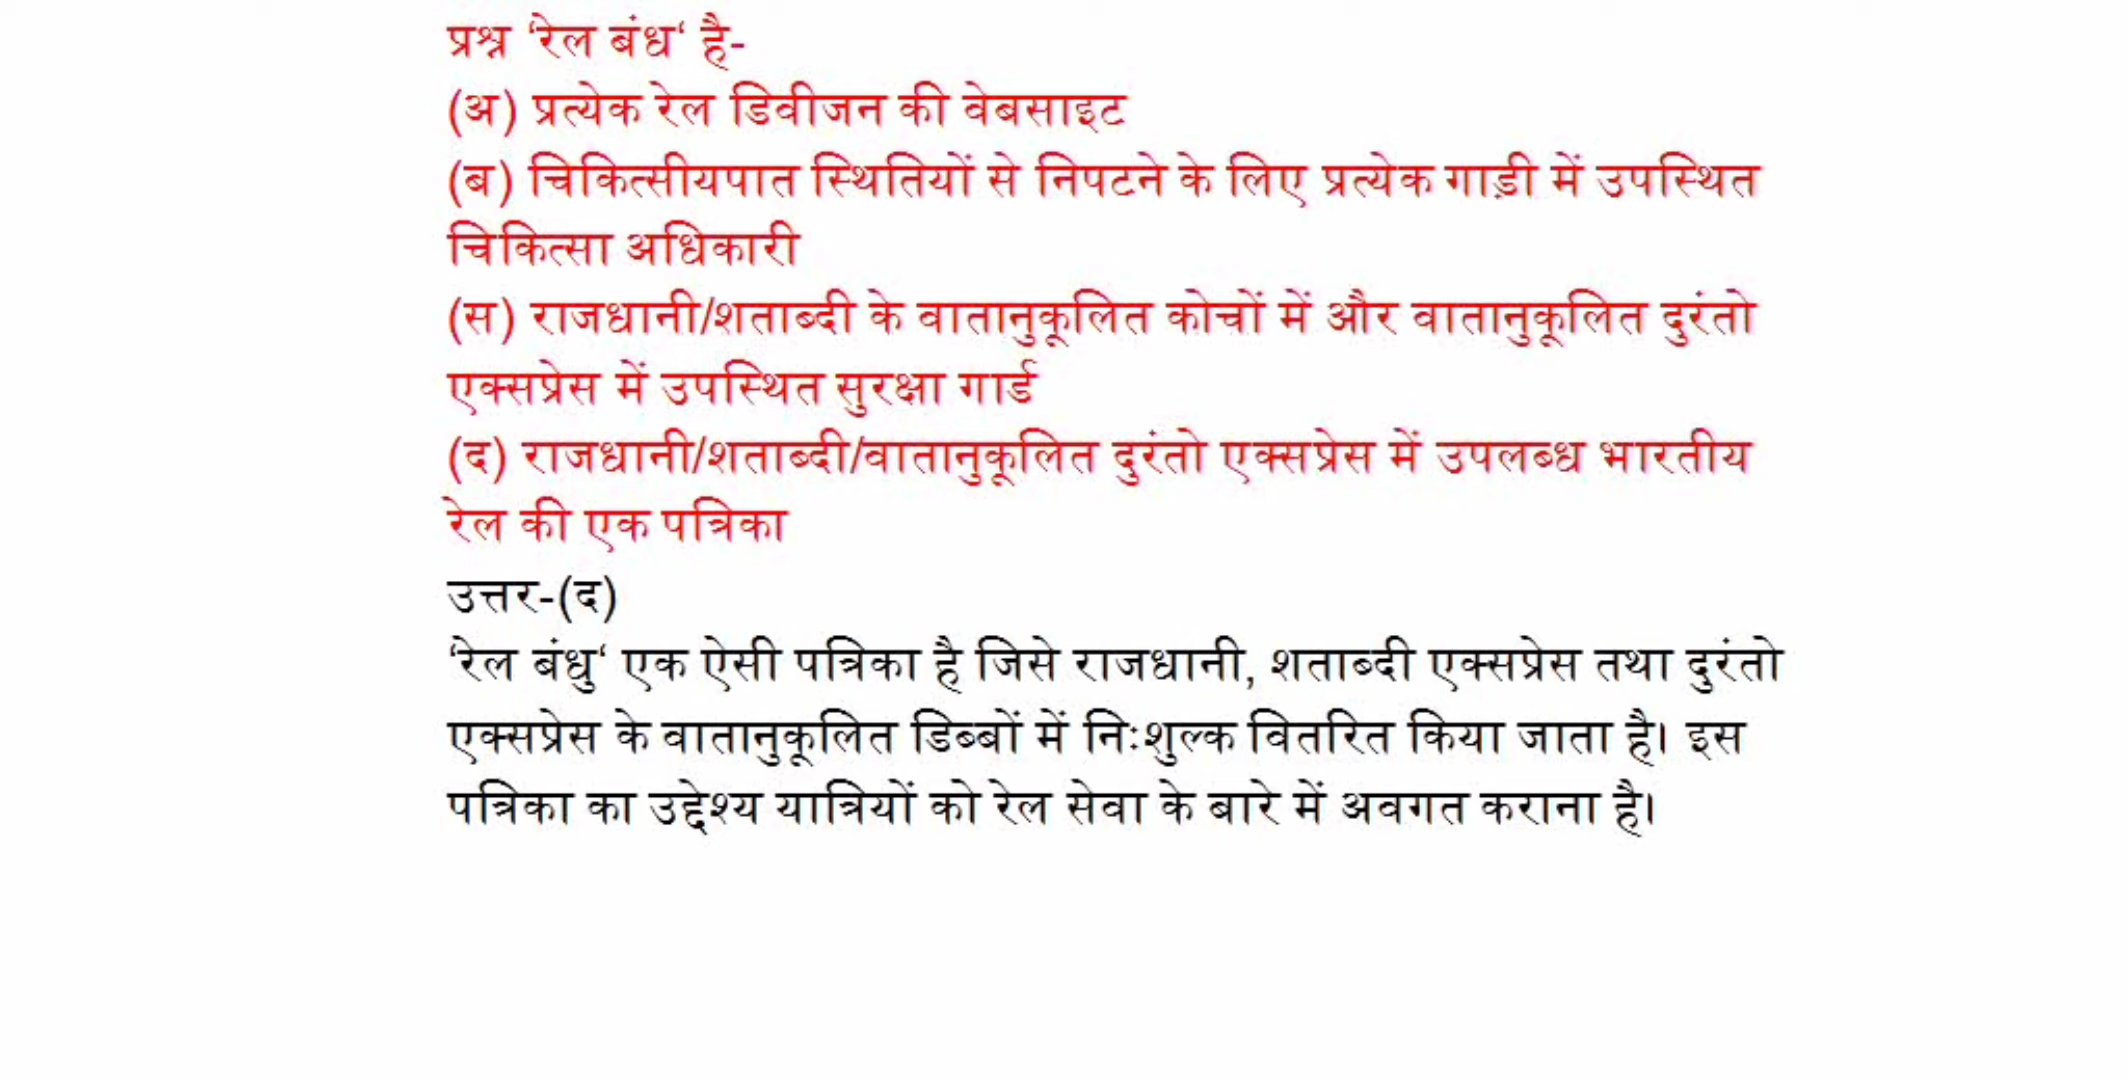 प्रश्न ‘रेल बंध‘ है-
(अ) प्रत्येक रेल डिवीजन की वेबसाइट
(ब) चिकित्सीयपात स्थितियों से निपटने के लिए प्रत्येक गाड़ी में उपस्थित
चिकित्सा अधिकारी
(स) राजधानी/शताब्दी के वातानुकूलित कोचों में और वातानुकूलित दुरंतो
एक्सप्रेस में उपस्थित सुरक्षा गार्ड
(द) राजधानी/शताब्दी/वातानुकूलित दुरंतो एक्सप्रेस में उपलब्ध भारतीय
रेल की एक पत्रिका
उत्तर-(द)
‘रेल बंधु‘ एक ऐसी पत्रिका है जिसे राजधानी, शताब्दी एक्सप्रेस तथा दुरंतो
एक्सप्रेस के वातानुकूलित डिब्बों में निःशुल्क वितरित किया जाता है। इस
पत्रिका का उद्देश्य यात्रियों को रेल सेवा के बारे में अवगत कराना है।